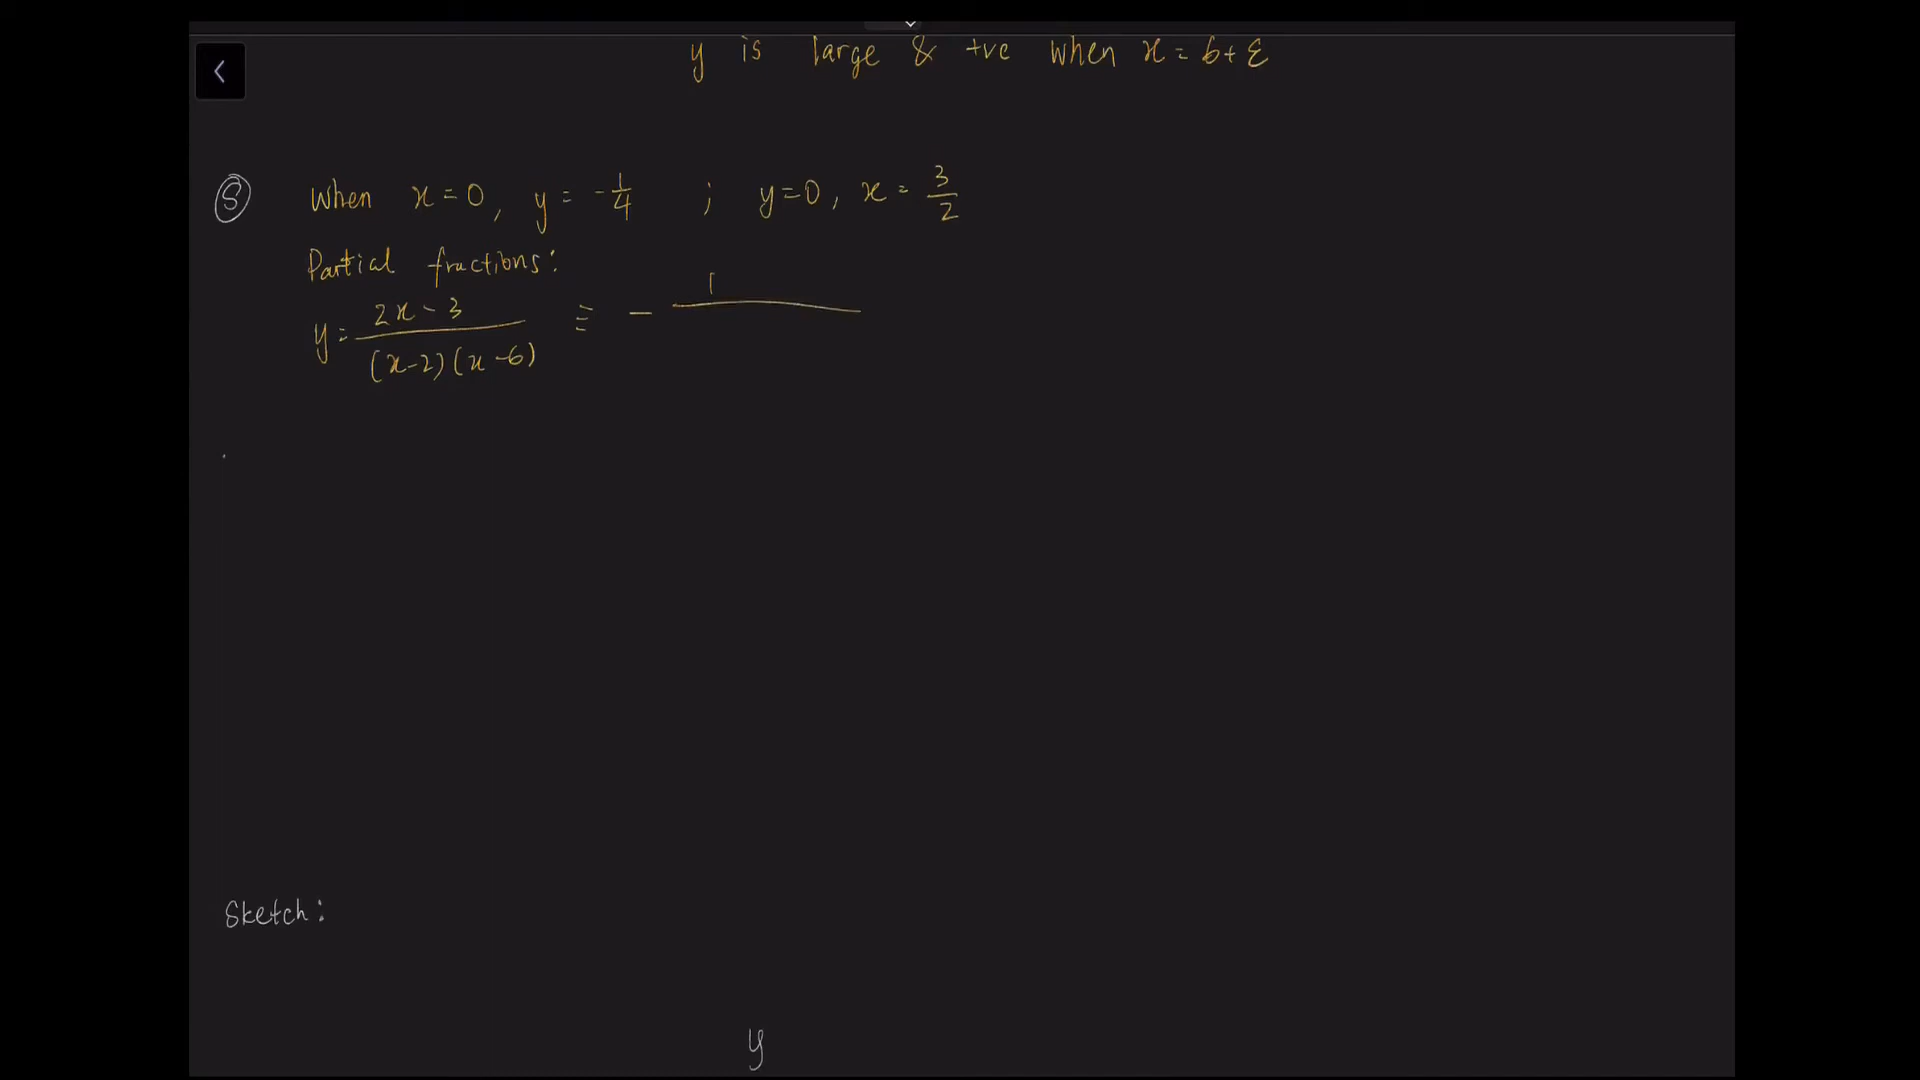 y is large & +ve when x = 6 + ε
Ⓢ When x = 0, y = -1/4 ; y = 0, x = 3/2
Partial fractions:
y = (2x - 3)/((x-2)(x-6)) ≡ - 1/
Sketch:
y